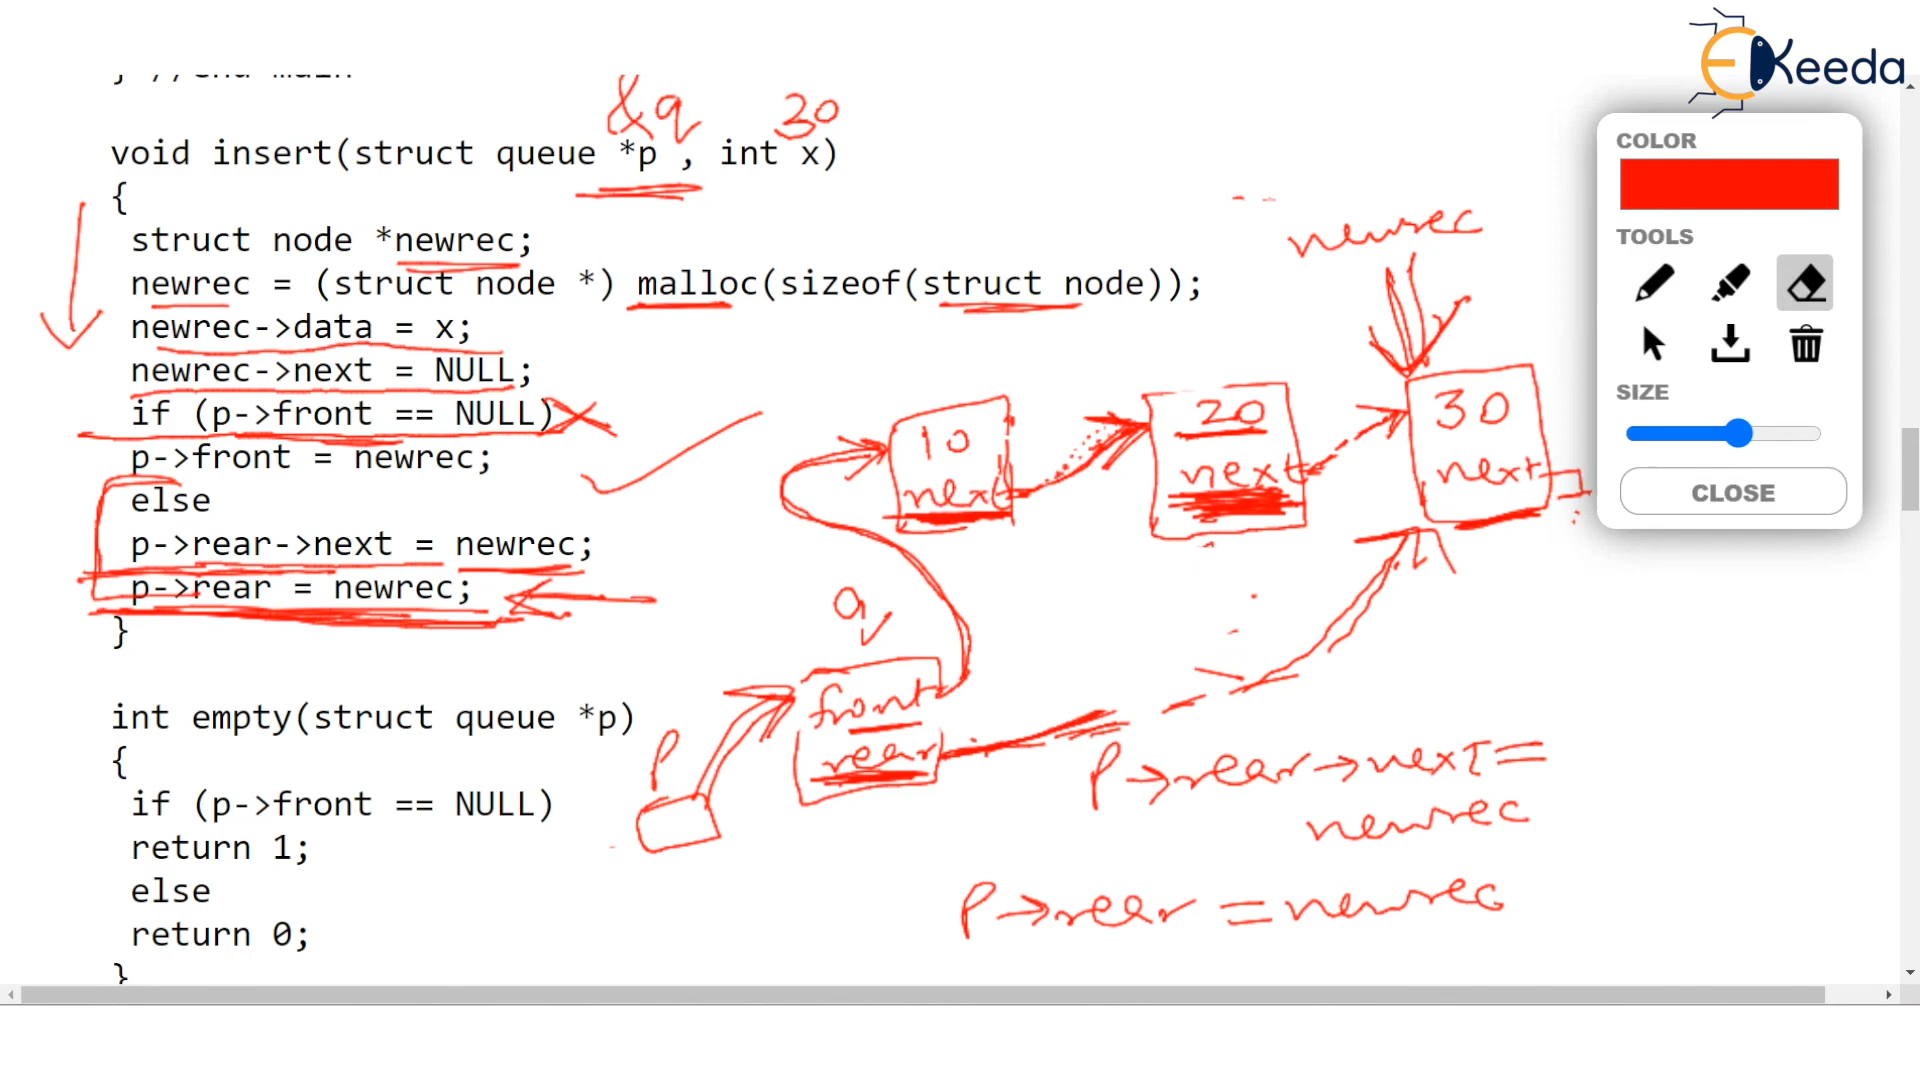 EKeeda
} //end main
&q 30
void insert(struct queue *p , int x)
{
struct node *newrec;
newrec = (struct node *) malloc(sizeof(struct node));
newrec->data = x;
newrec->next = NULL;
if (p->front == NULL)
p->front = newrec;
else
p->rear->next = newrec;
p->rear = newrec;
}
int empty(struct queue *p)
{
if (p->front == NULL)
return 1;
else
return 0;
}
newrec
10
next
20
next
30
next
q
front
rear
p
p->rear->next=
newrec
p->rear = newrec
COLOR
TOOLS
SIZE
CLOSE